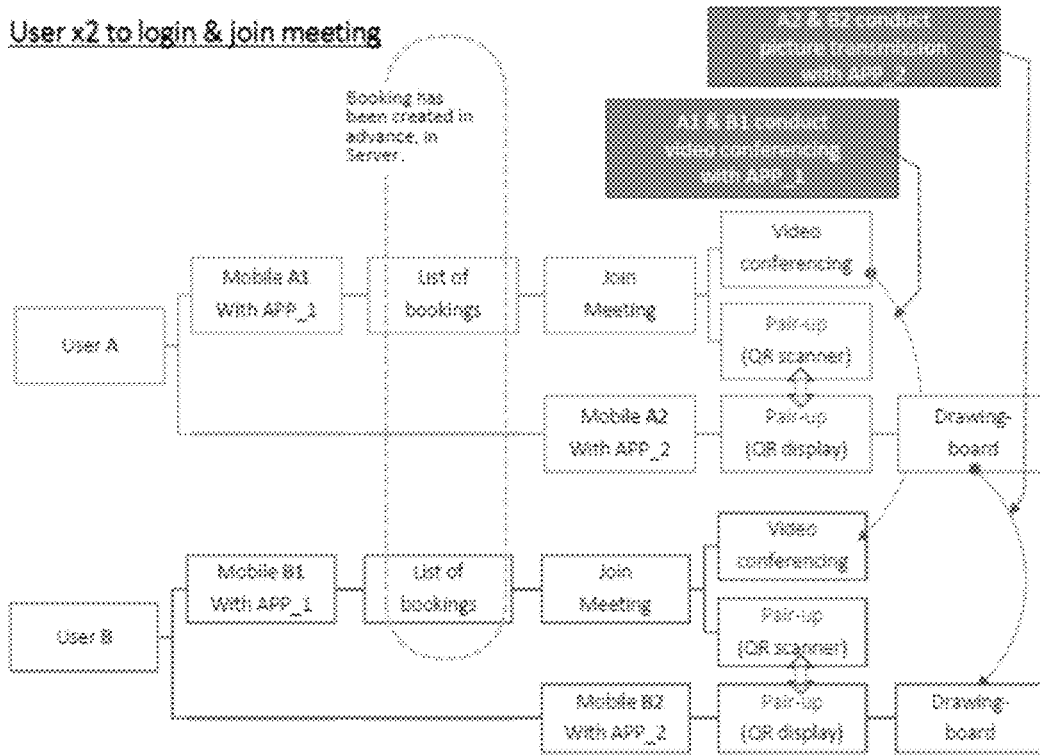 User x2 to login & join meeting
A2 & B2 conduct
picture transmission
with APP_2
Booking has
been created in
advance, in
Server.
A1 & B1 conduct
video conferencing
with APP_1
Video
conferencing
Mobile A1
With APP_1
List of
bookings
Join
Meeting
User A
Pair-up
(QR scanner)
Mobile A2
With APP_2
Pair-up
(QR display)
Drawing-
board
Video
conferencing
Mobile B1
With APP_1
List of
bookings
Join
Meeting
User B
Pair-up
(QR scanner)
Mobile B2
With APP_2
Pair-up
(QR display)
Drawing-
board